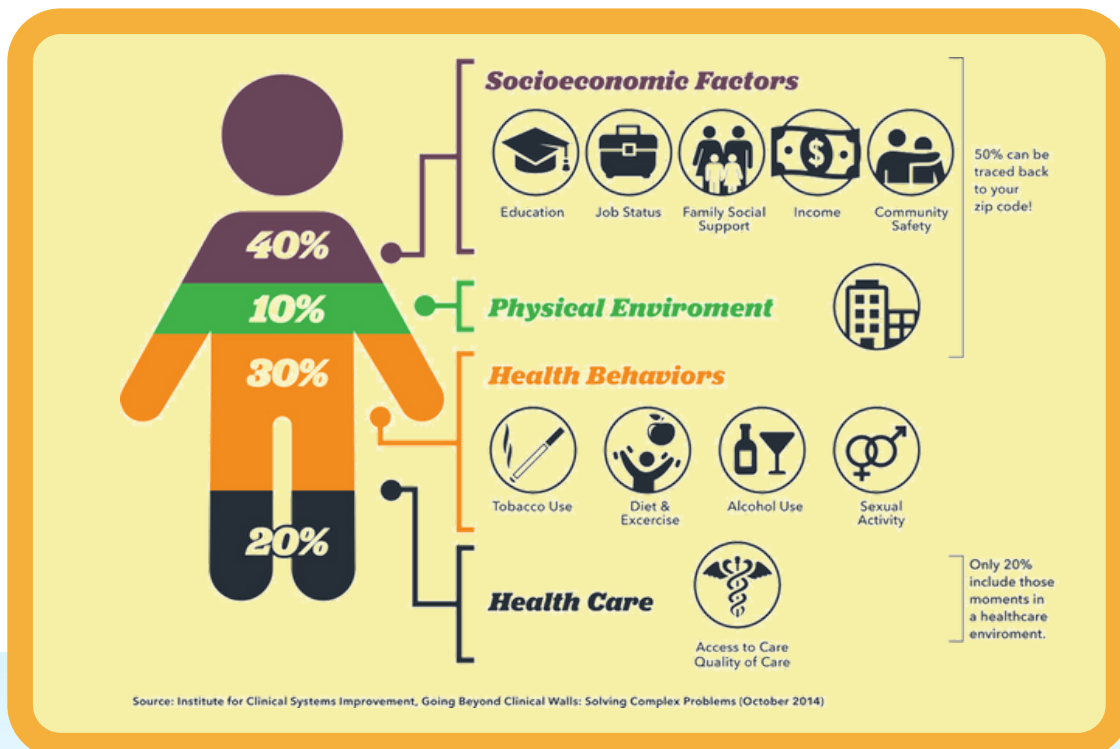 Socioeconomic Factors
Education
Job Status
Family Social
Support
Income
Community
Safety
50% can be
traced back
to your
zip code!
40%
10%
Physical Enviroment
30%
Health Behaviors
Tobacco Use
Diet &
Excercise
Alcohol Use
Sexual
Activity
20%
Health Care
Access to Care
Quality of Care
Only 20%
include those
moments in
a healthcare
enviroment.
Source: Institute for Clinical Systems Improvement, Going Beyond Clinical Walls: Solving Complex Problems (October 2014)